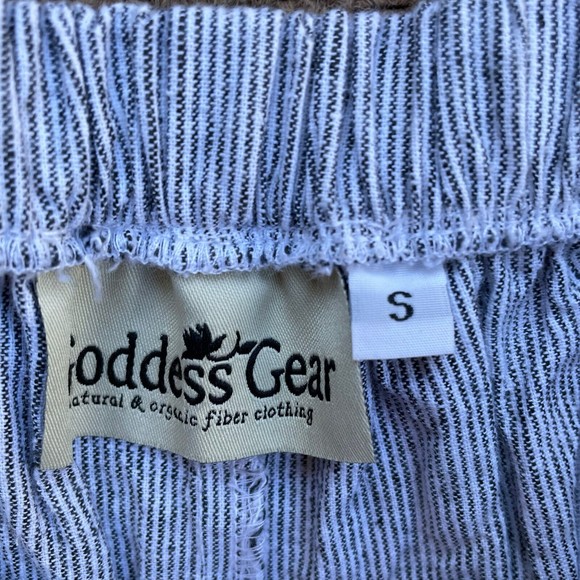 Goddess Gear
natural & organic fiber clothing
S